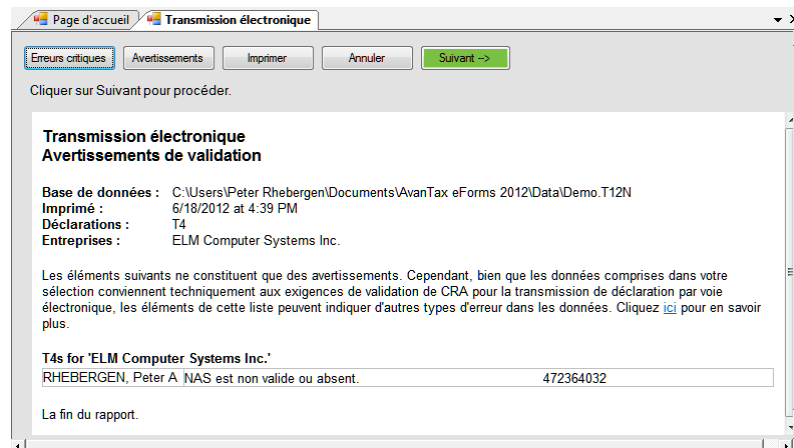 Page d'accueil Transmission électronique
Erreurs critiques Avertissements Imprimer Annuler Suivant -->
Cliquer sur Suivant pour procéder.
Transmission électronique
Avertissements de validation
Base de données : C:\Users\Peter Rhebergen\Documents\AvanTax eForms 2012\Data\Demo.T12N
Imprimé : 6/18/2012 at 4:39 PM
Déclarations : T4
Entreprises : ELM Computer Systems Inc.
Les éléments suivants ne constituent que des avertissements. Cependant, bien que les données comprises dans votre
sélection conviennent techniquement aux exigences de validation de CRA pour la transmission de déclaration par voie
électronique, les éléments de cette liste peuvent indiquer d'autres types d'erreur dans les données. Cliquez ici pour en savoir
plus.
T4s for 'ELM Computer Systems Inc.'
RHEBERGEN, Peter A NAS est non valide ou absent. 472364032
La fin du rapport.